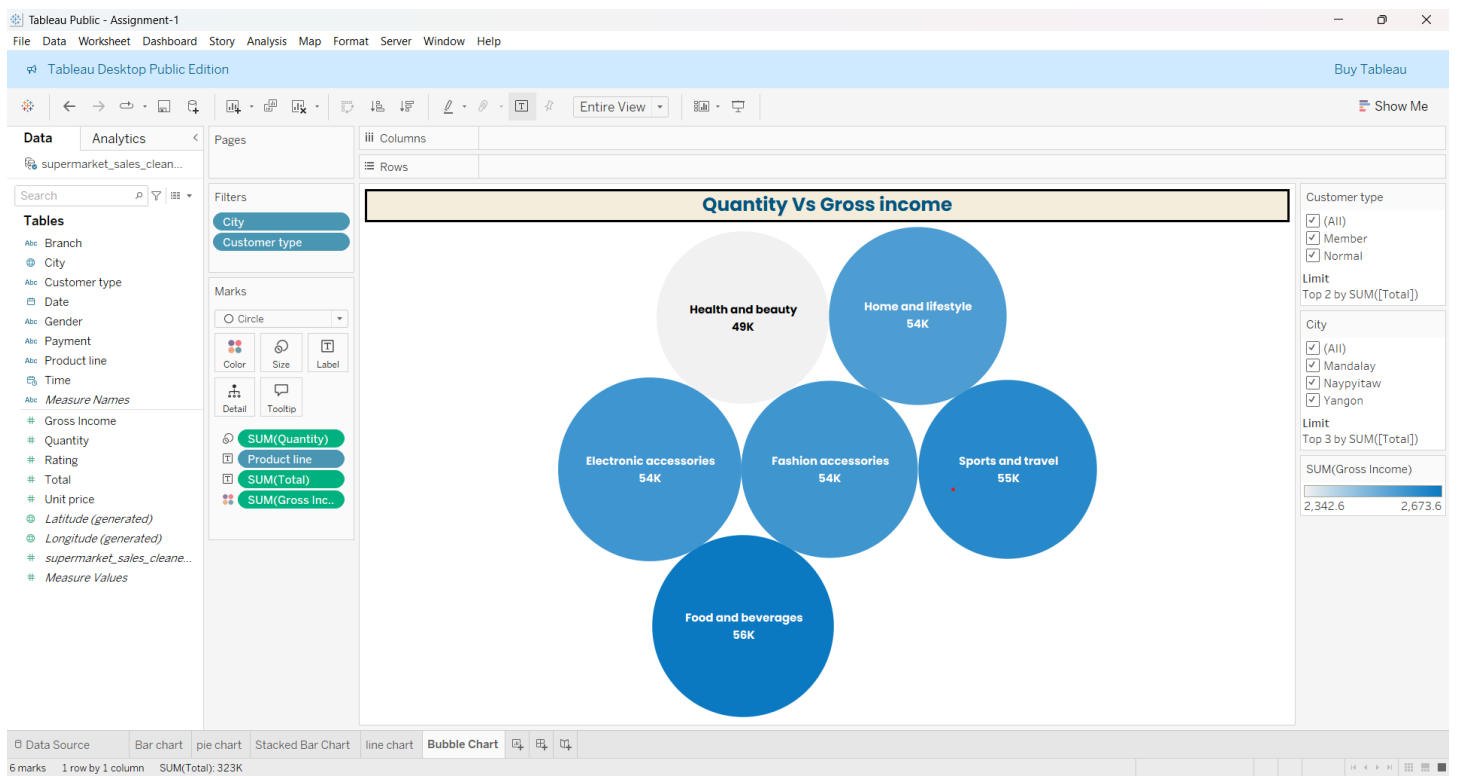 Tableau Public - Assignment-1
File Data Worksheet Dashboard Story Analysis Map Format Server Window Help
Tableau Desktop Public Edition
Buy Tableau
Entire View
Show Me
Data Analytics
supermarket_sales_clean...
Search
Tables
Abc Branch
City
Abc Customer type
Date
Abc Gender
Abc Payment
Abc Product line
Time
Abc Measure Names
# Gross Income
# Quantity
# Rating
# Total
# Unit price
Latitude (generated)
Longitude (generated)
# supermarket_sales_cleane...
# Measure Values
Pages
Filters
City
Customer type
Marks
Circle
Color Size Label
Detail Tooltip
SUM(Quantity)
Product line
SUM(Total)
SUM(Gross Inc..
Columns
Rows
Quantity Vs Gross income
Health and beauty
49K
Home and lifestyle
54K
Electronic accessories
54K
Fashion accessories
54K
Sports and travel
55K
Food and beverages
56K
Customer type
(All)
Member
Normal
Limit
Top 2 by SUM([Total])
City
(All)
Mandalay
Naypyitaw
Yangon
Limit
Top 3 by SUM([Total])
SUM(Gross Income)
2,342.6 2,673.6
Data Source Bar chart pie chart Stacked Bar Chart line chart Bubble Chart
6 marks 1 row by 1 column SUM(Total): 323K